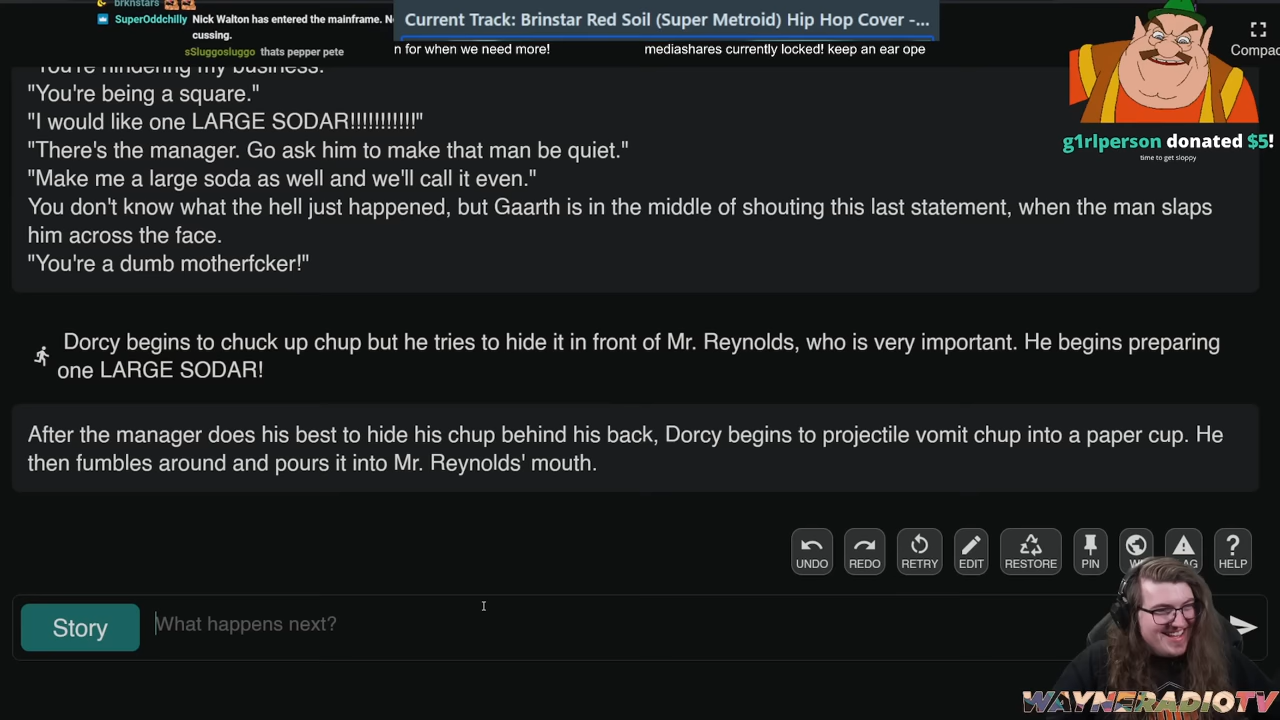 brknstars
SuperOddchilly Nick Walton has entered the mainframe. N
cussing.
sSluggosluggo thats pepper pete
Current Track: Brinstar Red Soil (Super Metroid) Hip Hop Cover -...
n for when we need more! mediashares currently locked! keep an ear ope
Compac
g1rlperson donated $5!
time to get sloppy
"You're hindering my business."
"You're being a square."
"I would like one LARGE SODAR!!!!!!!!!!!"
"There's the manager. Go ask him to make that man be quiet."
"Make me a large soda as well and we'll call it even."
You don't know what the hell just happened, but Gaarth is in the middle of shouting this last statement, when the man slaps
him across the face.
"You're a dumb motherfcker!"
Dorcy begins to chuck up chup but he tries to hide it in front of Mr. Reynolds, who is very important. He begins preparing
one LARGE SODAR!
After the manager does his best to hide his chup behind his back, Dorcy begins to projectile vomit chup into a paper cup. He
then fumbles around and pours it into Mr. Reynolds' mouth.
UNDO REDO RETRY EDIT RESTORE PIN W AG HELP
Story What happens next?
WAYNERADIOTV